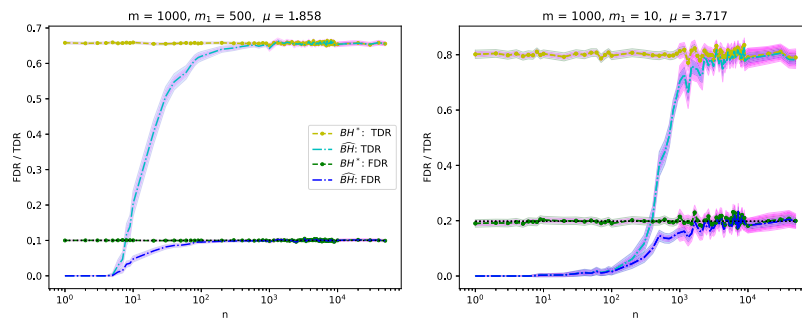 m = 1000, m₁ = 500, μ = 1.858
FDR / TDR
0.7
0.6
0.5
0.4
0.3
0.2
0.1
0.0
BH*: TDR
B̂H: TDR
BH*: FDR
B̂H: FDR
10⁰ 10¹ 10² 10³ 10⁴
n
m = 1000, m₁ = 10, μ = 3.717
FDR / TDR
0.8
0.6
0.4
0.2
0.0
10⁰ 10¹ 10² 10³ 10⁴
n